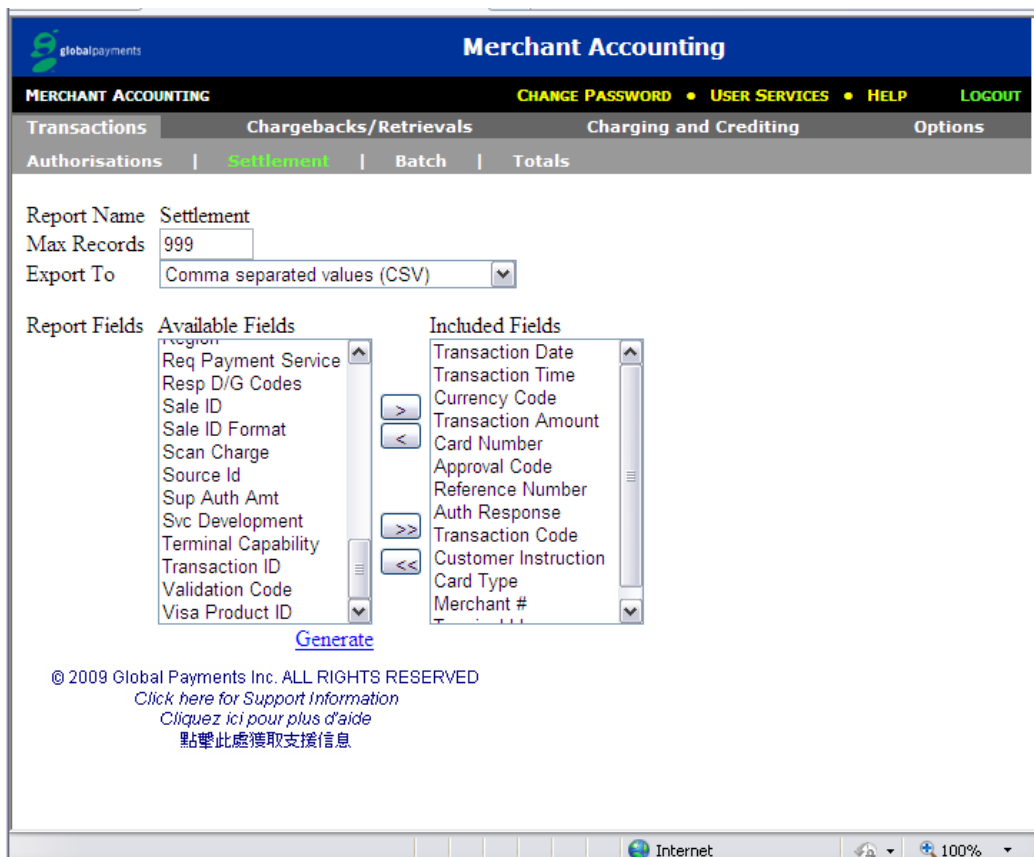 globalpayments
Merchant Accounting
MERCHANT ACCOUNTING CHANGE PASSWORD ● USER SERVICES ● HELP LOGOUT
Transactions Chargebacks/Retrievals Charging and Crediting Options
Authorisations | Settlement | Batch | Totals
Report Name Settlement
Max Records 999
Export To Comma separated values (CSV)
Report Fields Available Fields Included Fields
Region
Req Payment Service
Resp D/G Codes
Sale ID
Sale ID Format
Scan Charge
Source Id
Sup Auth Amt
Svc Development
Terminal Capability
Transaction ID
Validation Code
Visa Product ID
>
<
>>
<<
Transaction Date
Transaction Time
Currency Code
Transaction Amount
Card Number
Approval Code
Reference Number
Auth Response
Transaction Code
Customer Instruction
Card Type
Merchant #
Generate
© 2009 Global Payments Inc. ALL RIGHTS RESERVED
Click here for Support Information
Cliquez ici pour plus d'aide
點擊此處獲取支援信息
Internet 100%